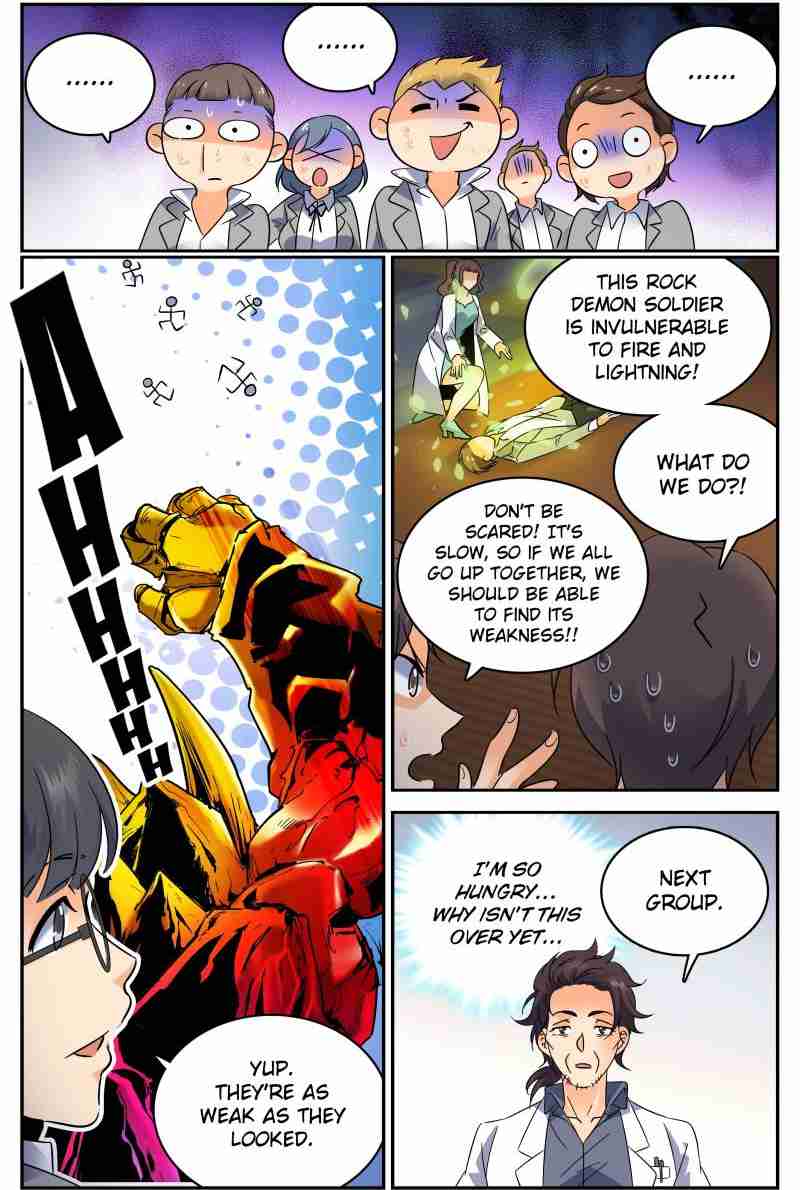 ......
......
......
AHHHHHH
THIS ROCK
DEMON SOLDIER
IS INVULNERABLE
TO FIRE AND
LIGHTNING!
WHAT DO
WE DO?!
DON'T BE
SCARED! IT'S
SLOW, SO IF WE ALL
GO UP TOGETHER, WE
SHOULD BE ABLE
TO FIND ITS
WEAKNESS!!
YUP.
THEY'RE AS
WEAK AS THEY
LOOKED.
I'M SO
HUNGRY...
WHY ISN'T THIS
OVER YET...
NEXT
GROUP.